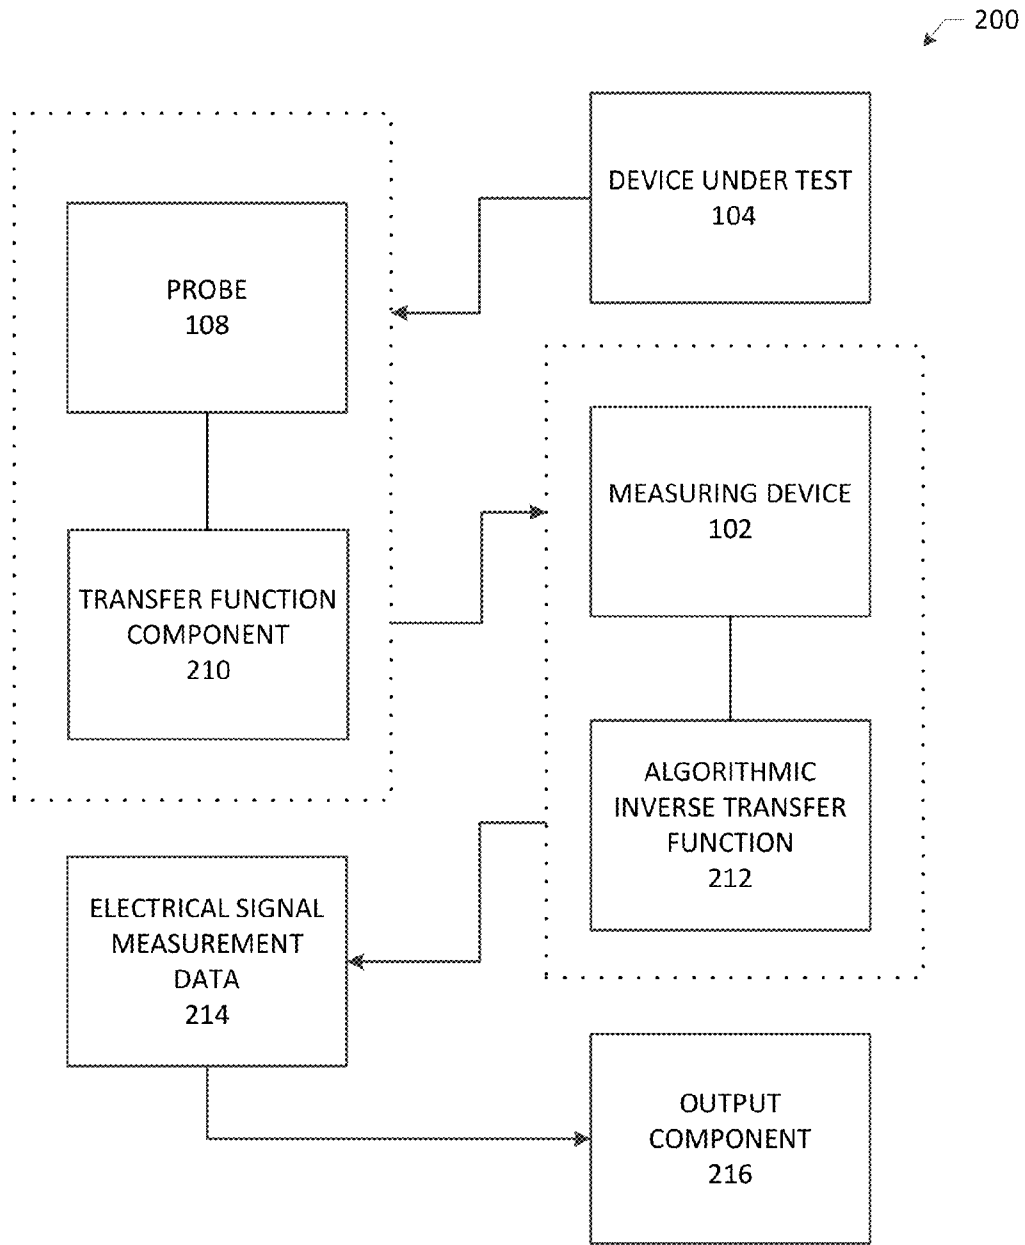 200
DEVICE UNDER TEST
104
PROBE
108
MEASURING DEVICE
102
TRANSFER FUNCTION
COMPONENT
210
ALGORITHMIC
INVERSE TRANSFER
FUNCTION
212
ELECTRICAL SIGNAL
MEASUREMENT
DATA
214
OUTPUT
COMPONENT
216